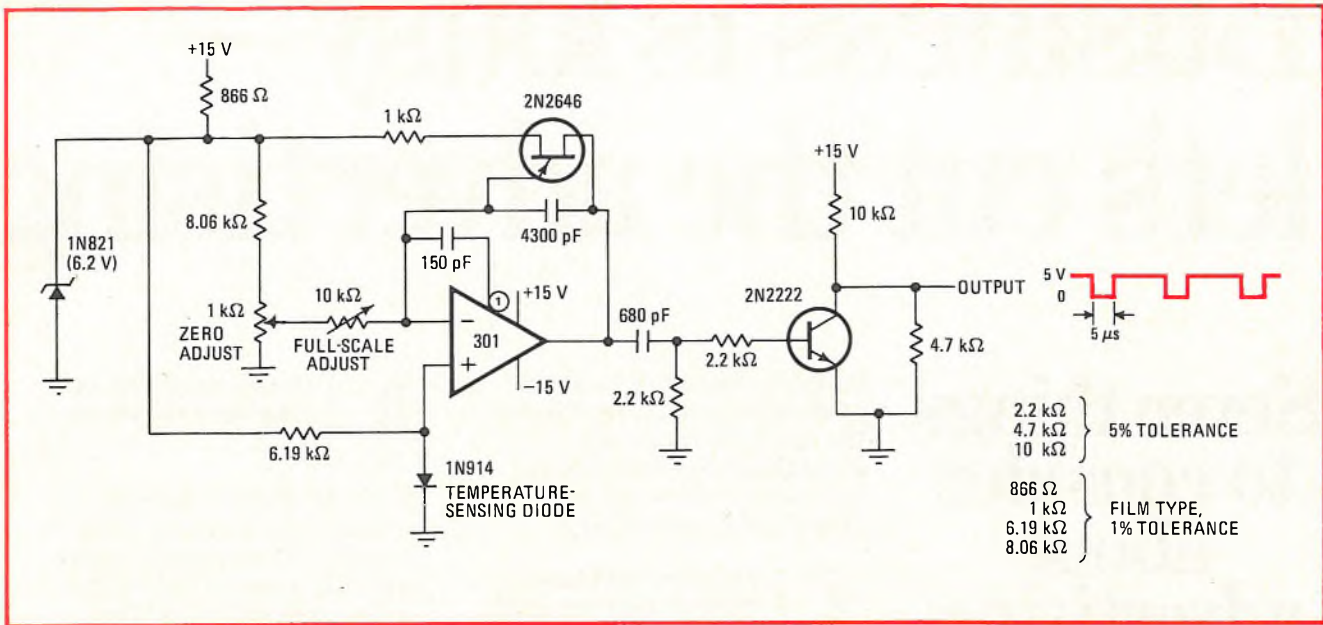 +15 V
866 Ω
2N2646
1 kΩ
+15 V
10 kΩ
4300 pF
8.06 kΩ
1N821
(6.2 V)
150 pF
10 kΩ
1
+15 V
2N2222
OUTPUT
5 V
0
5 μs
1 kΩ
ZERO
ADJUST
FULL-SCALE
ADJUST
−
301
+
−15 V
680 pF
2.2 kΩ
2.2 kΩ
4.7 kΩ
6.19 kΩ
1N914
TEMPERATURE-
SENSING DIODE
2.2 kΩ
4.7 kΩ
10 kΩ
5% TOLERANCE
866 Ω
1 kΩ
6.19 kΩ
8.06 kΩ
FILM TYPE,
1% TOLERANCE